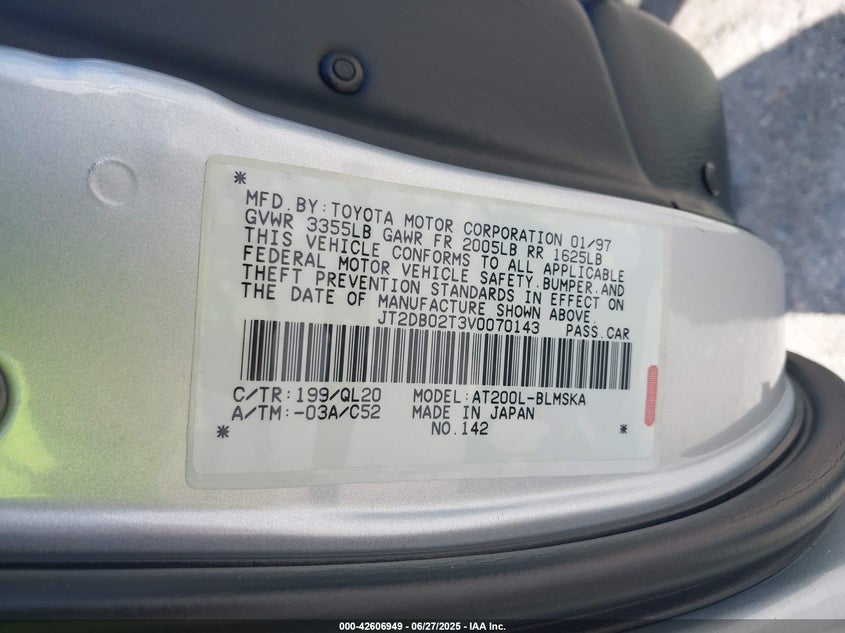 *
MFD.BY:TOYOTA MOTOR CORPORATION 01/97
GVWR 3355LB GAWR FR 2005LB RR 1625LB
THIS VEHICLE CONFORMS TO ALL APPLICABLE
FEDERAL MOTOR VEHICLE SAFETY,BUMPER,AND
THEFT PREVENTION STANDARDS IN EFFECT ON
THE DATE OF MANUFACTURE SHOWN ABOVE.
JT2DB02T3V0070143 PASS.CAR
C/TR:199/QL20 MODEL:AT200L-BLMSKA
A/TM:-03A/C52 MADE IN JAPAN
* NO.142 *
000-42606949 | 06/27/2025 - IAA Inc.